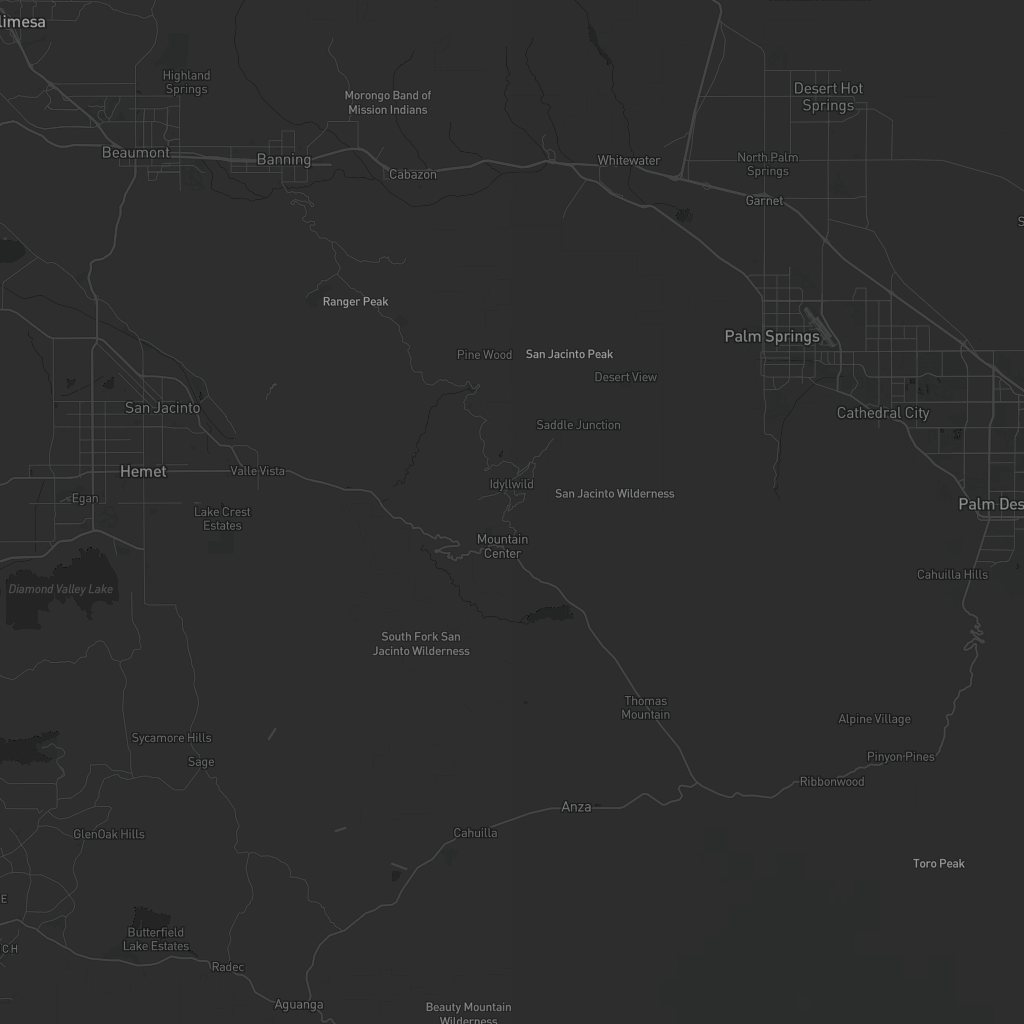 limesa
Highland
Springs
Morongo Band of
Mission Indians
Desert Hot
Springs
Beaumont
Banning
Cabazon
Whitewater
North Palm
Springs
Garnet
S
Ranger Peak
Palm Springs
Pine Wood
San Jacinto Peak
Desert View
San Jacinto
Cathedral City
Saddle Junction
Hemet
Valle Vista
Idyllwild
San Jacinto Wilderness
Egan
Palm Des
Lake Crest
Estates
Mountain
Center
Cahuilla Hills
Diamond Valley Lake
South Fork San
Jacinto Wilderness
Thomas
Mountain
Alpine Village
Sycamore Hills
Pinyon Pines
Sage
Ribbonwood
Anza
GlenOak Hills
Cahuilla
Toro Peak
E
Butterfield
Lake Estates
CH
Radec
Aguanga
Beauty Mountain
Wilderness